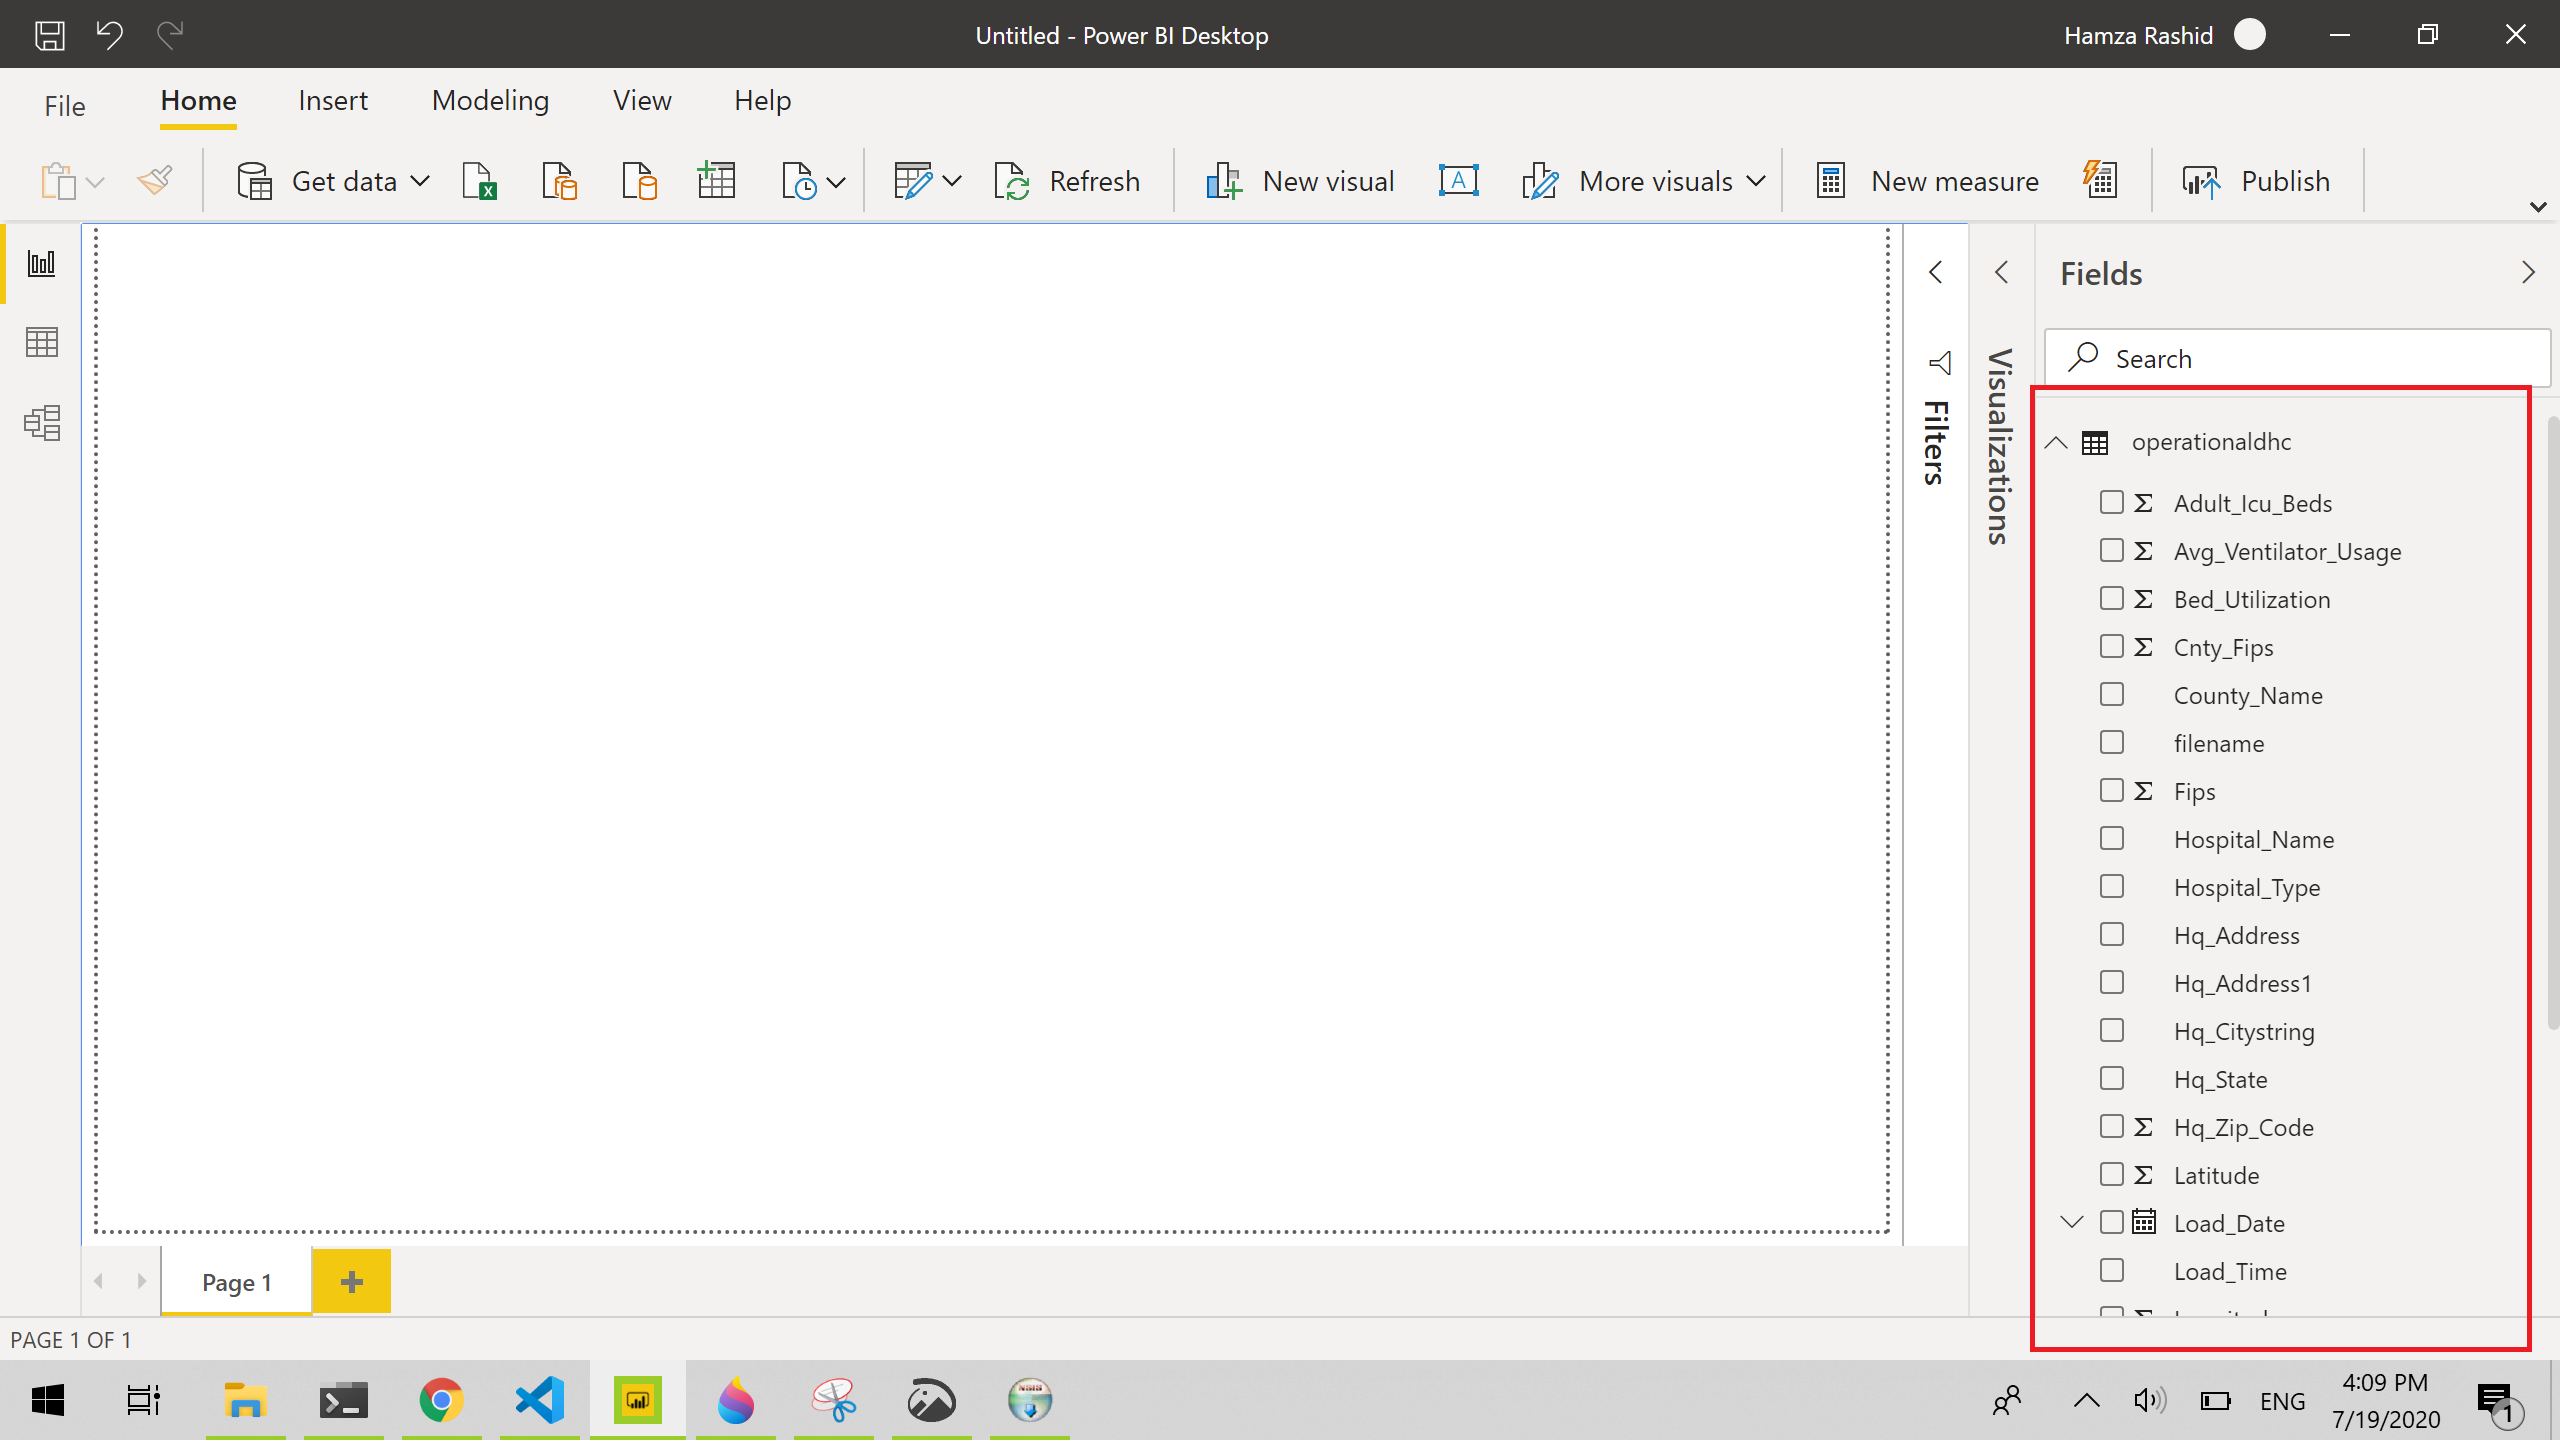 Untitled - Power BI Desktop
Hamza Rashid
File
Home
Insert
Modeling
View
Help
Get data
Refresh
New visual
More visuals
New measure
Publish
Filters
Visualizations
Fields
Search
operationaldhc
Adult_Icu_Beds
Avg_Ventilator_Usage
Bed_Utilization
Cnty_Fips
County_Name
filename
Fips
Hospital_Name
Hospital_Type
Hq_Address
Hq_Address1
Hq_Citystring
Hq_State
Hq_Zip_Code
Latitude
Load_Date
Load_Time
Page 1
PAGE 1 OF 1
ENG
4:09 PM
7/19/2020
1